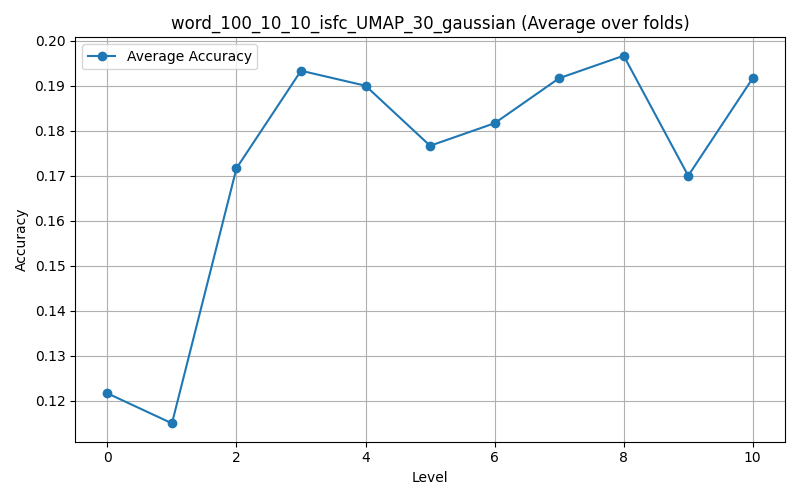 word_100_10_10_isfc_UMAP_30_gaussian (Average over folds)
Average Accuracy
0.20
0.19
0.18
0.17
0.16
0.15
0.14
0.13
0.12
Accuracy
0 2 4 6 8 10
Level